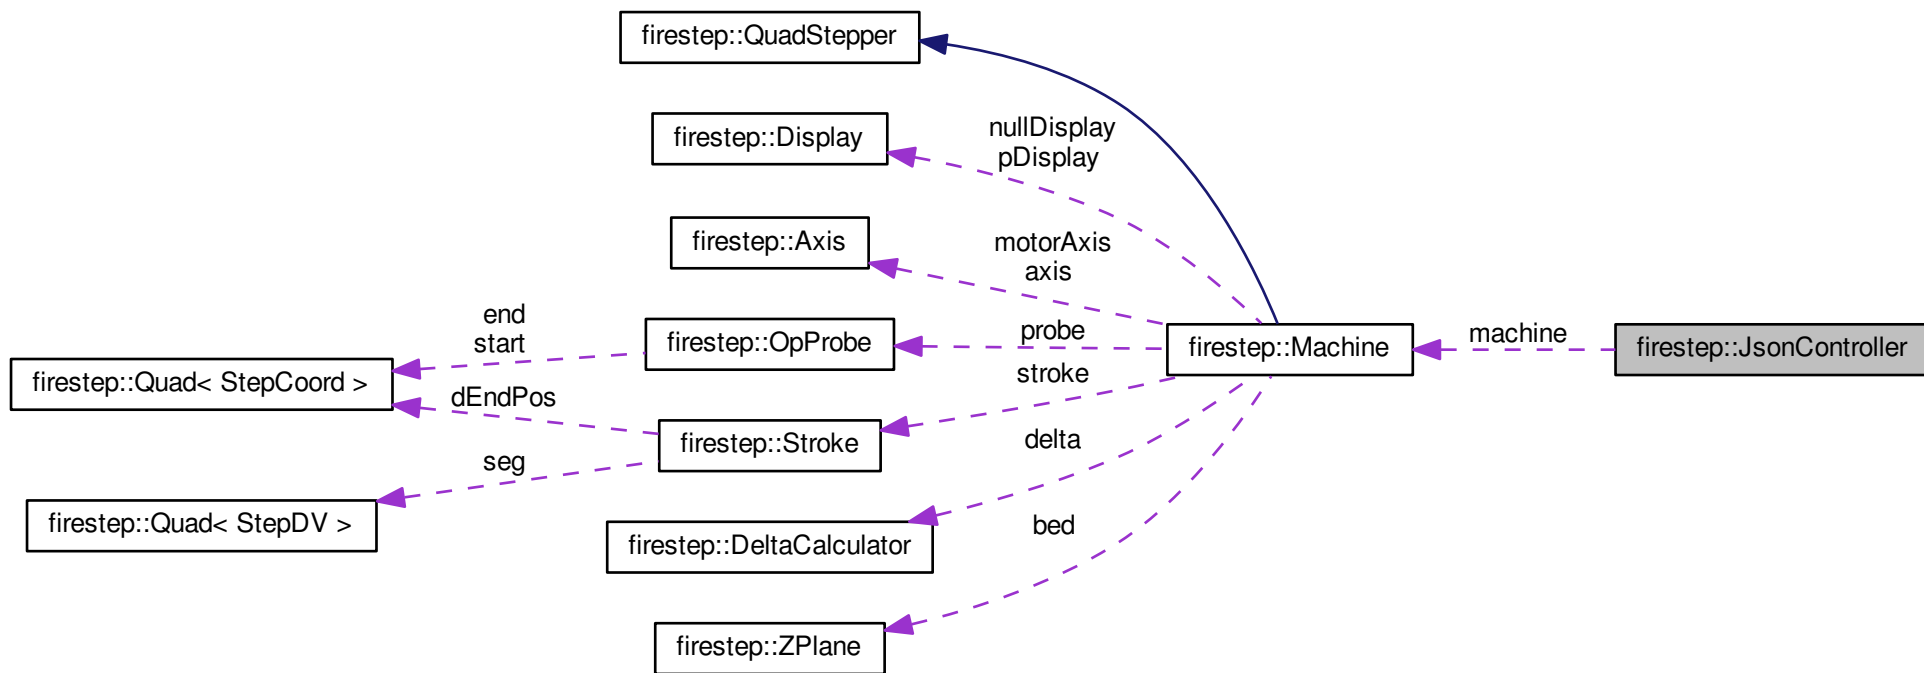 firestep::QuadStepper
firestep::Display
nullDisplay
pDisplay
firestep::Axis
motorAxis
axis
end
start
firestep::OpProbe
probe
firestep::Machine
machine
firestep::JsonController
firestep::Quad< StepCoord >
dEndPos
stroke
firestep::Stroke
delta
seg
firestep::Quad< StepDV >
firestep::DeltaCalculator
bed
firestep::ZPlane